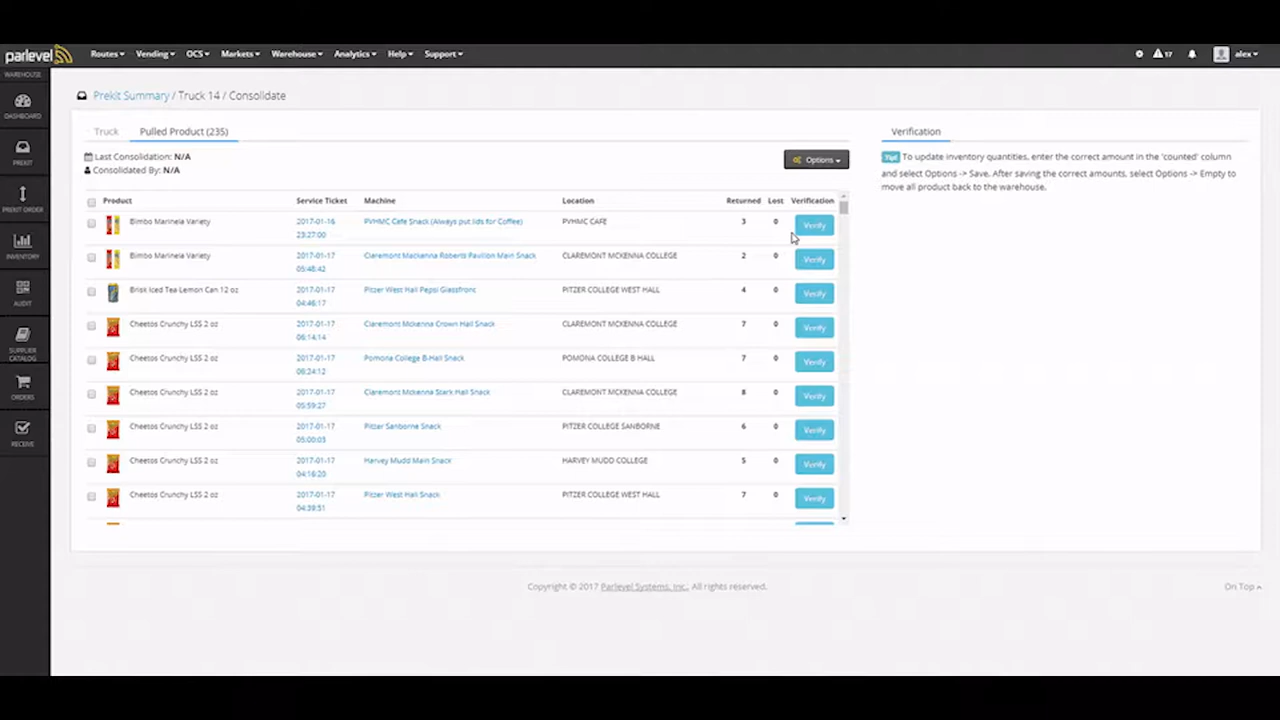 parlevel Routes Vending OCS Markets Warehouse Analytics Help Support 17 alex
WAREHOUSE
DASHBOARD
PREKIT
PREKIT ORDER
INVENTORY
AUDIT
SUPPLIER
CATALOG
ORDERS
RECEIVE
Prekit Summary / Truck 14 / Consolidate
Truck Pulled Product (235)
Last Consolidation: N/A
Consolidated By: N/A
Options
Product Service Ticket Machine Location Returned Lost Verification
Bimbo Marinela Variety 2017-01-16 PVHMC Cafe Snack (Always put lids for Coffee) PVHMC CAFE 3 0 Verify
23:27:00
Bimbo Marinela Variety 2017-01-17 Claremont Mackenna Roberts Pavilion Main Snack CLAREMONT MCKENNA COLLEGE 2 0 Verify
05:48:42
Brisk Iced Tea Lemon Can 12 oz 2017-01-17 Pitzer West Hall Pepsi Glassfront PITZER COLLEGE WEST HALL 4 0 Verify
04:46:17
Cheetos Crunchy LSS 2 oz 2017-01-17 Claremont Mckenna Crown Hall Snack CLAREMONT MCKENNA COLLEGE 7 0 Verify
06:14:14
Cheetos Crunchy LSS 2 oz 2017-01-17 Pomona College B-Hall Snack POMONA COLLEGE B HALL 7 0 Verify
06:24:12
Cheetos Crunchy LSS 2 oz 2017-01-17 Claremont Mckenna Stark Hall Snack CLAREMONT MCKENNA COLLEGE 8 0 Verify
05:59:27
Cheetos Crunchy LSS 2 oz 2017-01-17 Pitzer Sanborne Snack PITZER COLLEGE SANBORNE 6 0 Verify
05:00:03
Cheetos Crunchy LSS 2 oz 2017-01-17 Harvey Mudd Main Snack HARVEY MUDD COLLEGE 5 0 Verify
04:16:20
Cheetos Crunchy LSS 2 oz 2017-01-17 Pitzer West Hall Snack PITZER COLLEGE WEST HALL 7 0 Verify
04:39:51
Verification
Tip! To update inventory quantities, enter the correct amount in the 'counted' column
and select Options -> Save. After saving the correct amounts, select Options -> Empty to
move all product back to the warehouse.
Copyright © 2017 Parlevel Systems, Inc.. All rights reserved. On Top